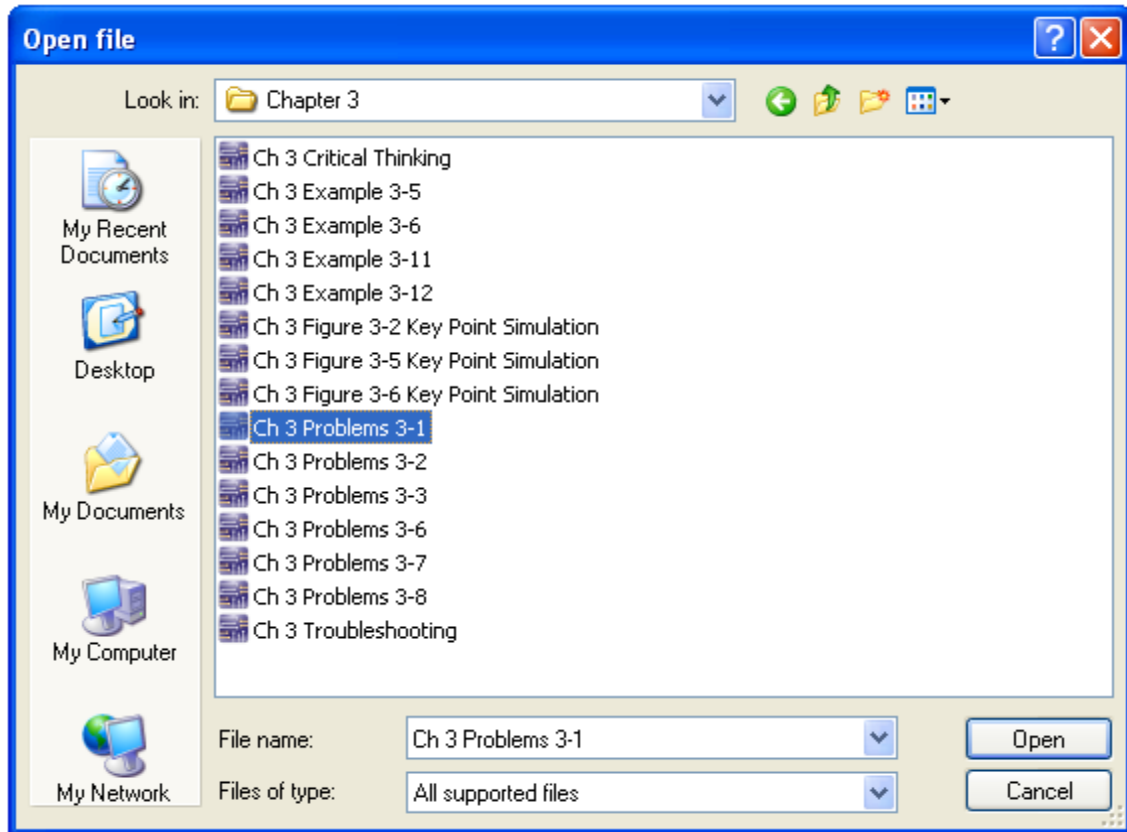 Open file
Look in:
Chapter 3
My Recent
Documents
Desktop
My Documents
My Computer
My Network
Ch 3 Critical Thinking
Ch 3 Example 3-5
Ch 3 Example 3-6
Ch 3 Example 3-11
Ch 3 Example 3-12
Ch 3 Figure 3-2 Key Point Simulation
Ch 3 Figure 3-5 Key Point Simulation
Ch 3 Figure 3-6 Key Point Simulation
Ch 3 Problems 3-1
Ch 3 Problems 3-2
Ch 3 Problems 3-3
Ch 3 Problems 3-6
Ch 3 Problems 3-7
Ch 3 Problems 3-8
Ch 3 Troubleshooting
File name:
Ch 3 Problems 3-1
Open
Files of type:
All supported files
Cancel